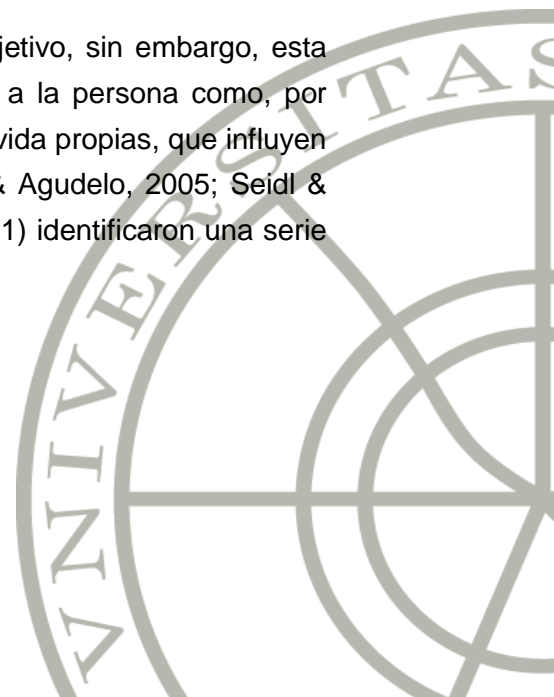 jetivo, sin embargo, esta
a la persona como, por
vida propias, que influyen
& Agudelo, 2005; Seidl &
1) identificaron una serie
VNIVERSITAS